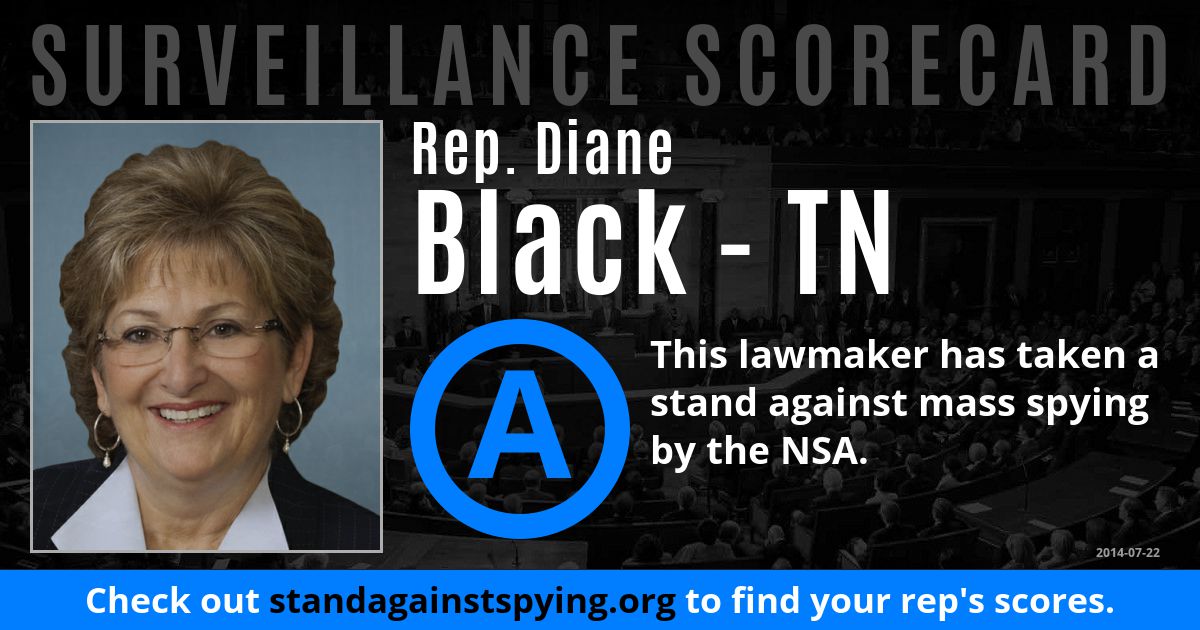 SURVEILLANCE SCORECARD
Rep. Diane
Black - TN
A
This lawmaker has taken a
stand against mass spying
by the NSA.
2014-07-22
Check out standagainstspying.org to find your rep's scores.